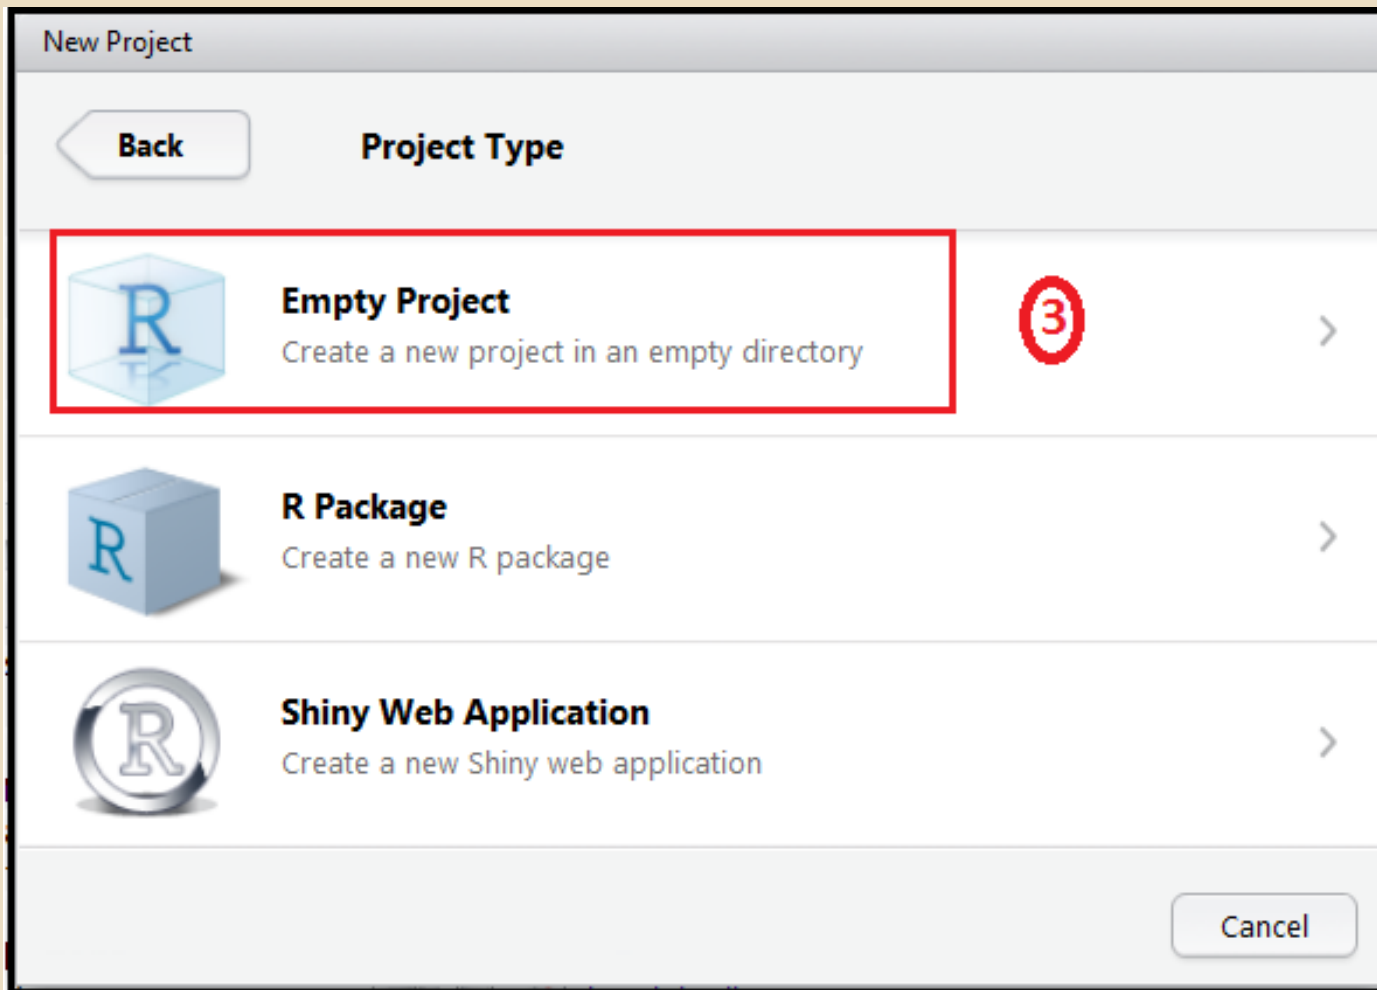 New Project
Back
Project Type
R
Empty Project
Create a new project in an empty directory
3
R
R Package
Create a new R package
R
Shiny Web Application
Create a new Shiny web application
Cancel